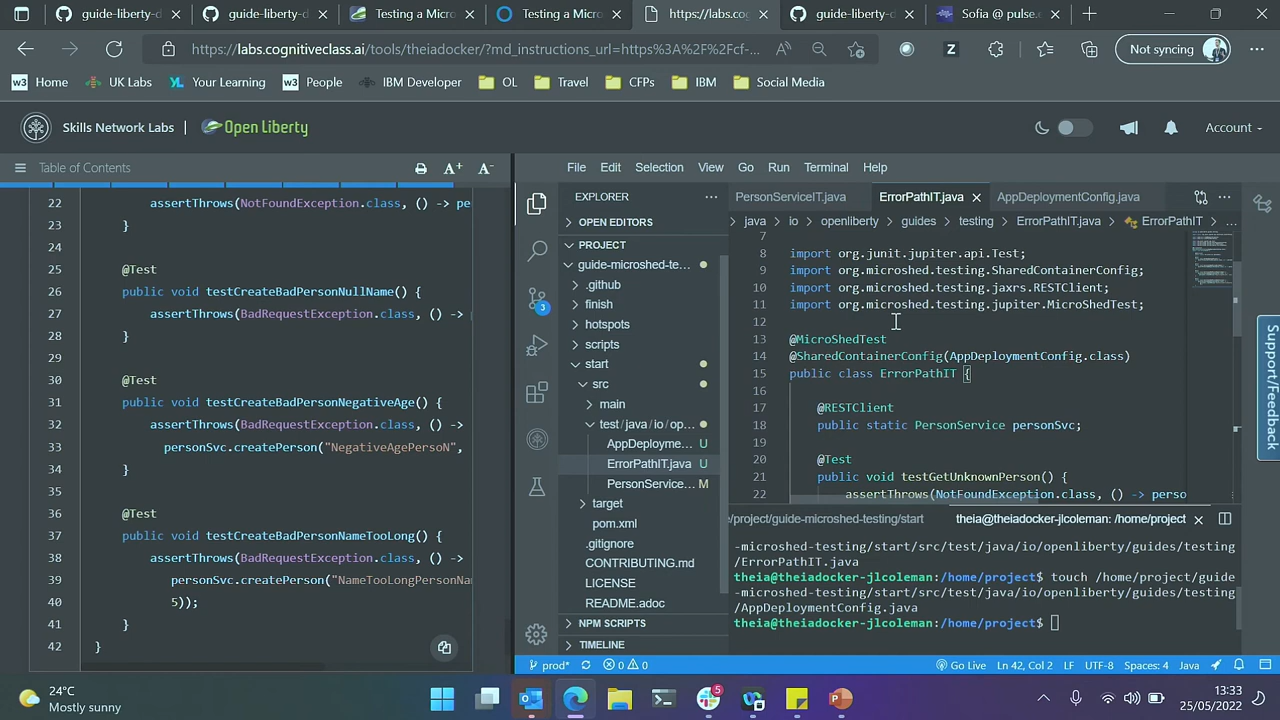 guide-liberty-d
guide-liberty-d
Testing a Micro
Testing a Micro
https://labs.cog
guide-liberty-d
Sofia @ pulse.c
https://labs.cognitiveclass.ai/tools/theiadocker/?md_instructions_url=https%3A%2F%2Fcf-...
Not syncing
w3 Home
UK Labs
YL Your Learning
w3 People
IBM Developer
OL
Travel
CFPs
IBM
Social Media
Skills Network Labs
Open Liberty
Account
Table of Contents
A+
A-
22 assertThrows(NotFoundException.class, () -> pe
23 }
24
25 @Test
26 public void testCreateBadPersonNullName() {
27 assertThrows(BadRequestException.class, () ->
28 }
29
30 @Test
31 public void testCreateBadPersonNegativeAge() {
32 assertThrows(BadRequestException.class, () ->
33 personSvc.createPerson("NegativeAgePersoN",
34 }
35
36 @Test
37 public void testCreateBadPersonNameTooLong() {
38 assertThrows(BadRequestException.class, () ->
39 personSvc.createPerson("NameTooLongPersonNa
40 5));
41 }
42 }
File Edit Selection View Go Run Terminal Help
EXPLORER
OPEN EDITORS
PROJECT
guide-microshed-te...
.github
finish
hotspots
scripts
start
src
main
test/java/io/op...
AppDeployme... U
ErrorPathIT.java U
PersonService... M
target
pom.xml
.gitignore
CONTRIBUTING.md
LICENSE
README.adoc
NPM SCRIPTS
TIMELINE
3
PersonServiceIT.java
ErrorPathIT.java
AppDeploymentConfig.java
java > io > openliberty > guides > testing > ErrorPathIT.java > ErrorPathIT
7
8 import org.junit.jupiter.api.Test;
9 import org.microshed.testing.SharedContainerConfig;
10 import org.microshed.testing.jaxrs.RESTClient;
11 import org.microshed.testing.jupiter.MicroShedTest;
12
13 @MicroShedTest
14 @SharedContainerConfig(AppDeploymentConfig.class)
15 public class ErrorPathIT {
16
17 @RESTClient
18 public static PersonService personSvc;
19
20 @Test
21 public void testGetUnknownPerson() {
22 assertThrows(NotFoundException.class, () -> perso
/project/guide-microshed-testing/start
theia@theiadocker-jlcoleman: /home/project
-microshed-testing/start/src/test/java/io/openliberty/guides/testing
/ErrorPathIT.java
theia@theiadocker-jlcoleman:/home/project$ touch /home/project/guide
-microshed-testing/start/src/test/java/io/openliberty/guides/testing
/AppDeploymentConfig.java
theia@theiadocker-jlcoleman:/home/project$
Support/Feedback
prod*
0
0
Go Live
Ln 42, Col 2
LF
UTF-8
Spaces: 4
Java
24°C
Mostly sunny
5
13:33
25/05/2022